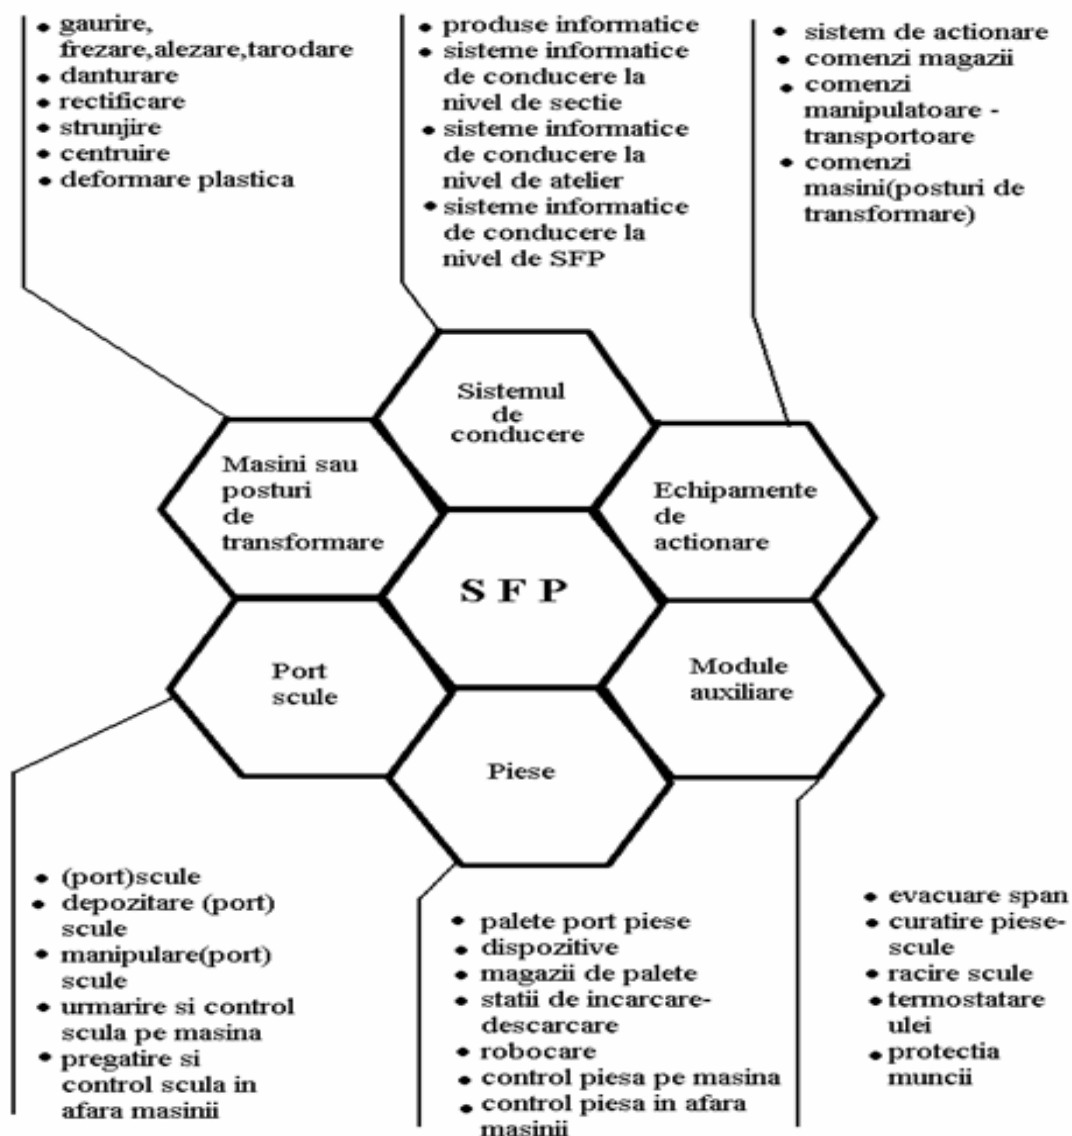 • gaurire,
frezare,alezare,tarodare
• danturare
• rectificare
• strunjire
• centruire
• deformare plastica
• produse informatice
• sisteme informatice
de conducere la
nivel de sectie
• sisteme informatice
de conducere la
nivel de atelier
• sisteme informatice
de conducere la
nivel de SFP
• sistem de actionare
• comenzi magazii
• comenzi
manipulatoare -
transportoare
• comenzi
masini(posturi de
transformare)
Sistemul
de
conducere
Masini sau
posturi
de
transformare
Echipamente
de
actionare
S F P
Port
scule
Module
auxiliare
Piese
• (port)scule
• depozitare (port)
scule
• manipulare(port)
scule
• urmarire si control
scula pe masina
• pregatire si
control scula in
afara masinii
• palete port piese
• dispozitive
• magazii de palete
• statii de incarcare-
descarcare
• robocare
• control piesa pe masina
• control piesa in afara
masinii
• evacuare span
• curatire piese-
scule
• racire scule
• termostatare
ulei
• protectia
muncii